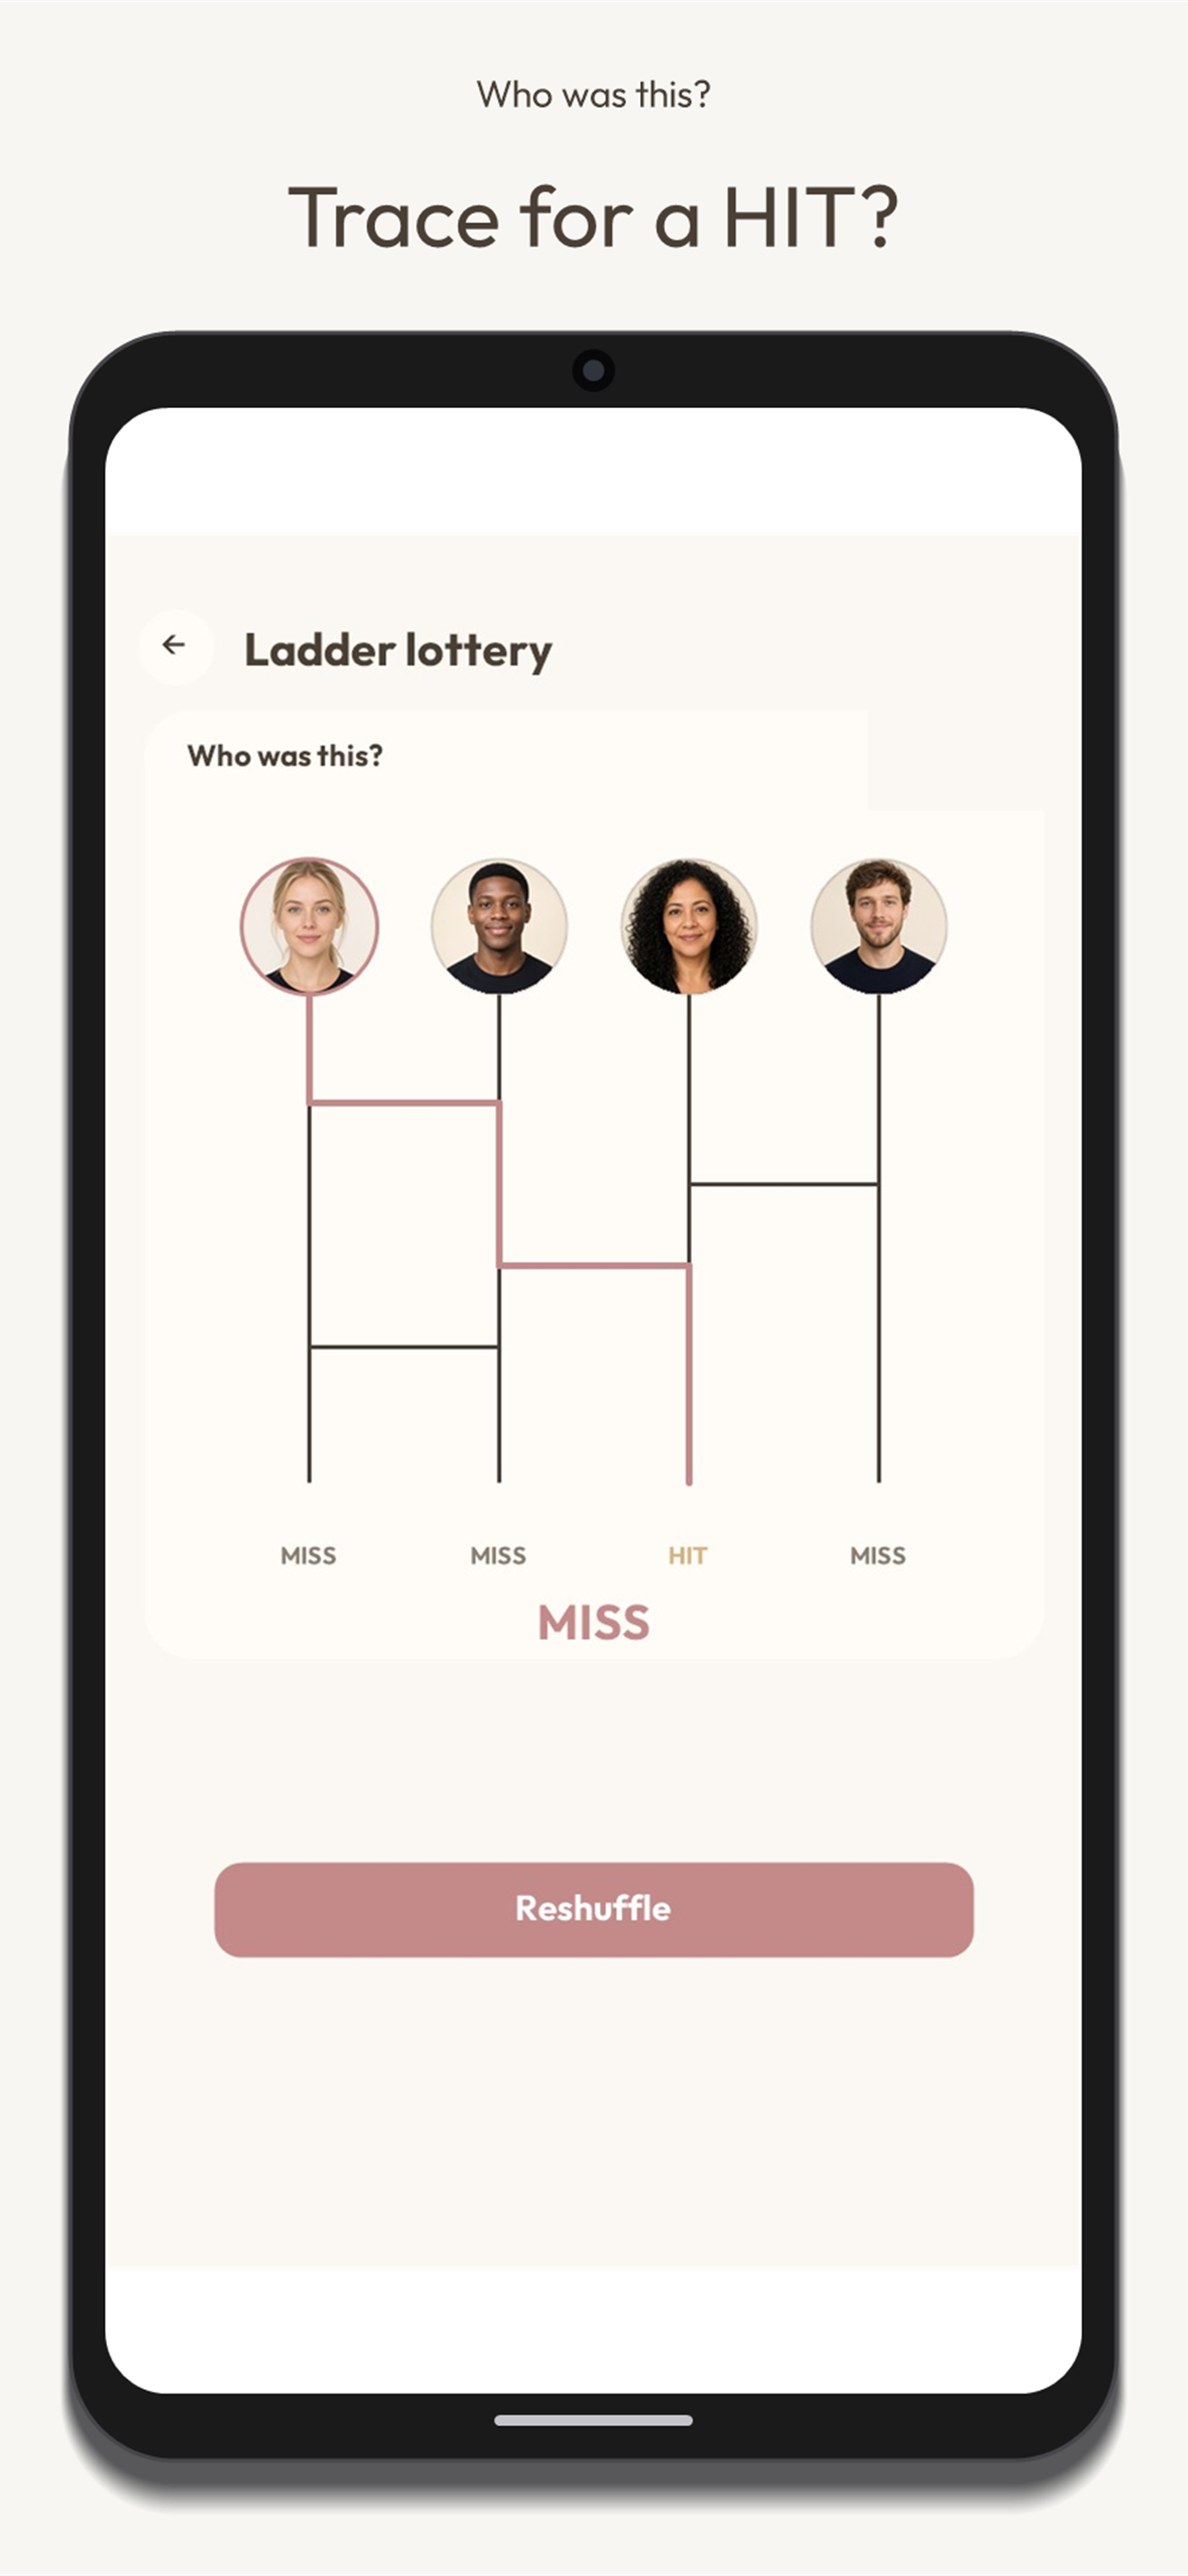 Who was this?
Trace for a HIT?
Ladder lottery
Who was this?
MISS MISS HIT MISS
MISS
Reshuffle